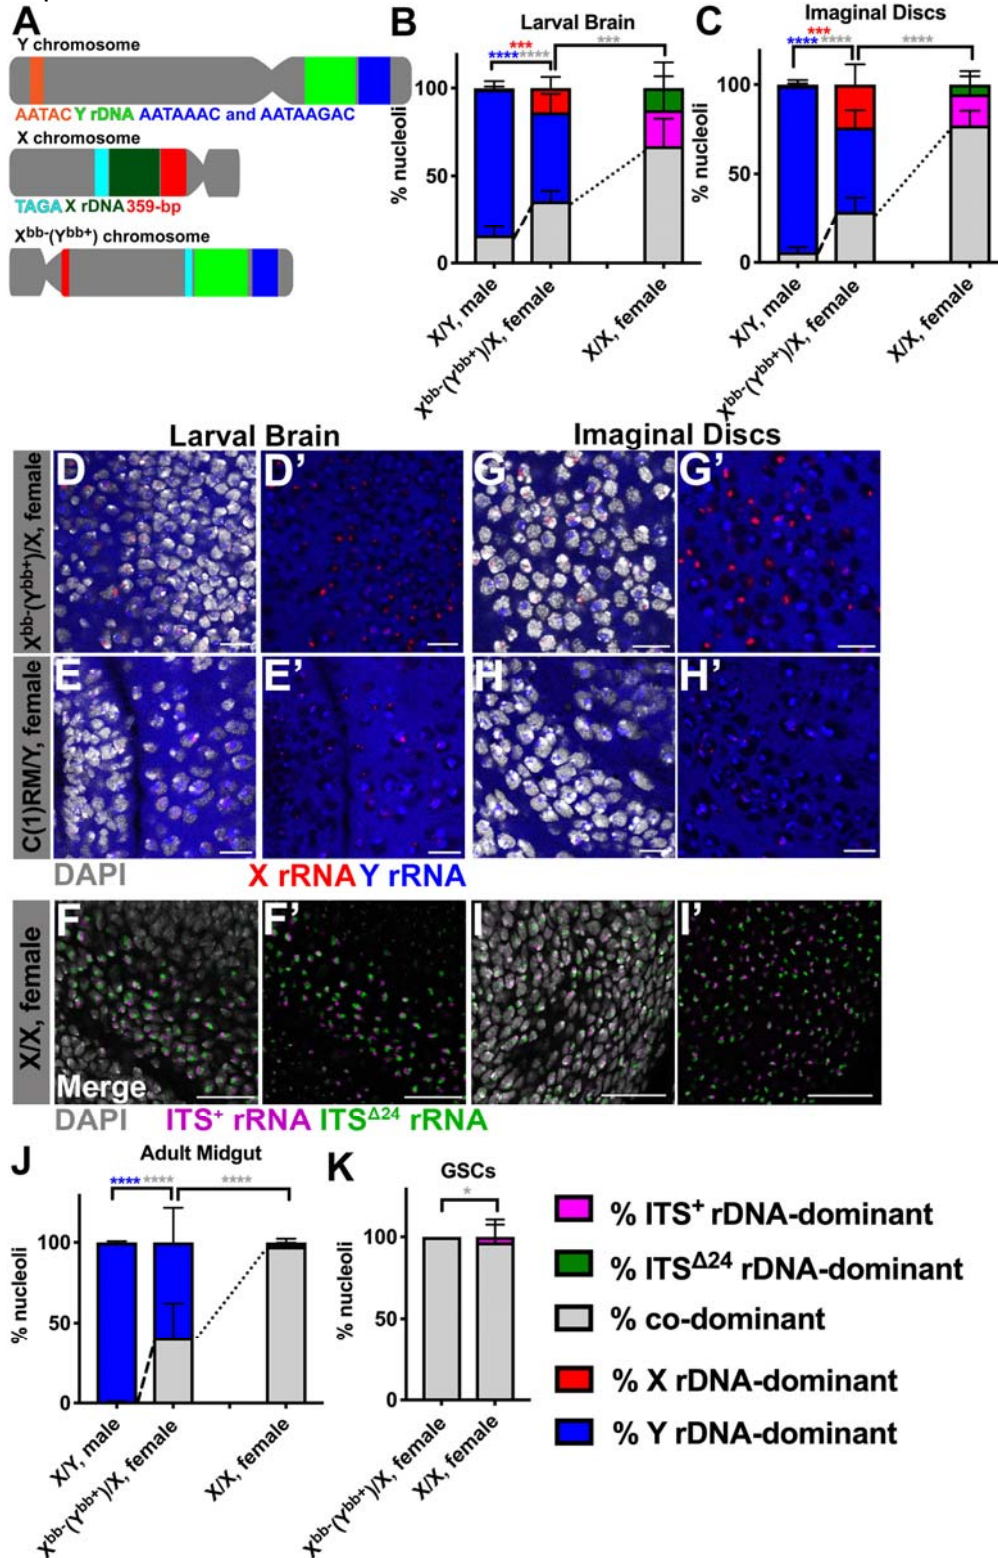 A
Y chromosome
AATAC Y rDNA AATAAAC and AATAAGAC
X chromosome
TAGA X rDNA 359-bp
Xbb-(Ybb+) chromosome
B
Larval Brain
*** **** **** ***
% nucleoli
100
50
0
X/Y, male
Xbb-(Ybb+)/X, female
X/X, female
C
Imaginal Discs
*** **** **** ****
% nucleoli
100
50
0
X/Y, male
Xbb-(Ybb+)/X, female
X/X, female
Larval Brain
Imaginal Discs
Xbb-(Ybb+)/X, female
D
D'
G
G'
C(1)RM/Y, female
E
E'
H
H'
DAPI X rRNA Y rRNA
X/X, female
F
F'
I
I'
Merge
DAPI ITS+ rRNA ITSΔ24 rRNA
J
Adult Midgut
**** **** ****
% nucleoli
100
50
0
X/Y, male
Xbb-(Ybb+)/X, female
X/X, female
K
GSCs
*
% nucleoli
100
50
0
Xbb-(Ybb+)/X, female
X/X, female
% ITS+ rDNA-dominant
% ITSΔ24 rDNA-dominant
% co-dominant
% X rDNA-dominant
% Y rDNA-dominant